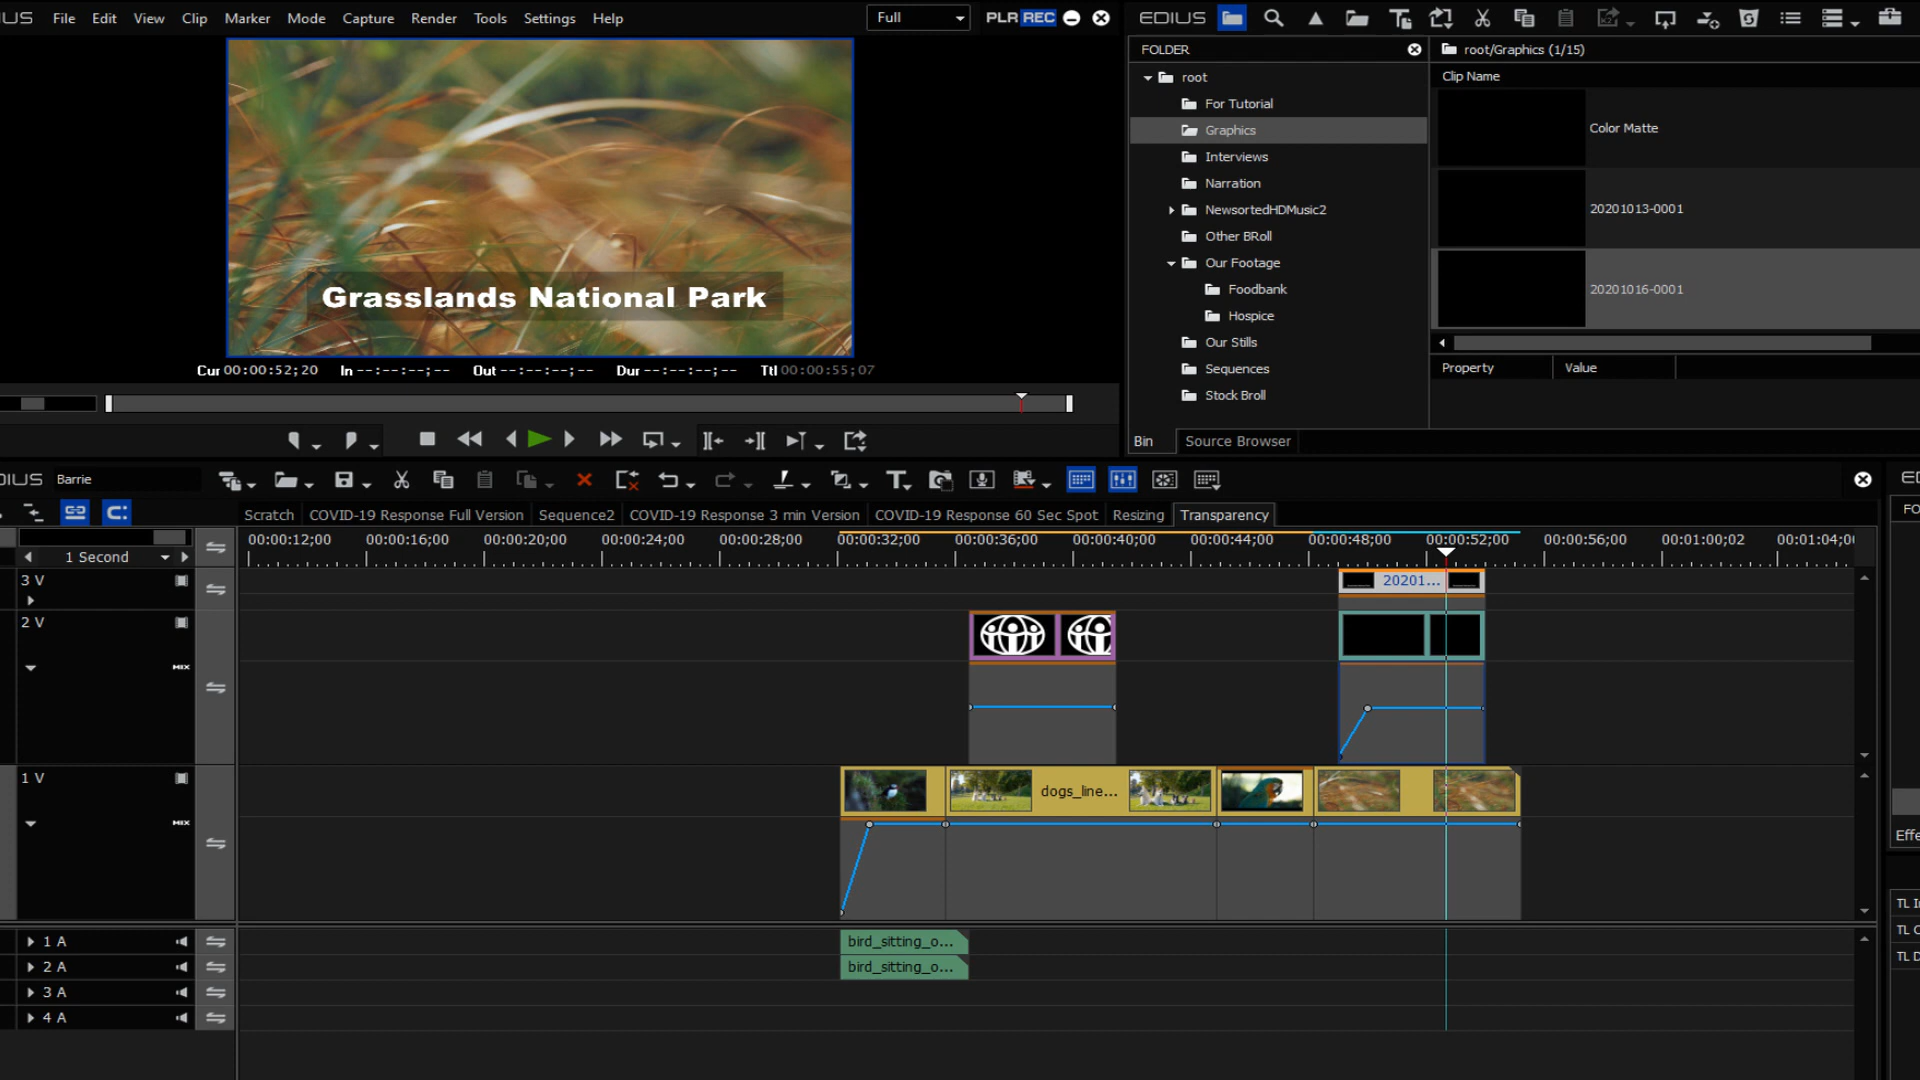 IUS File Edit View Clip Marker Mode Capture Render Tools Settings Help
Full PLR REC
EDIUS
FOLDER
root
For Tutorial
Graphics
Interviews
Narration
NewsortedHDMusic2
Other BRoll
Our Footage
Foodbank
Hospice
Our Stills
Sequences
Stock Broll
Bin Source Browser
root/Graphics (1/15)
Clip Name
Color Matte
20201013-0001
20201016-0001
Property Value
Grasslands National Park
Cur 00:00:52;20 In --:--:--;-- Out --:--:--;-- Dur --:--:--;-- Ttl 00:00:55;07
DIUS Barrie
Scratch COVID-19 Response Full Version Sequence2 COVID-19 Response 3 min Version COVID-19 Response 60 Sec Spot Resizing Transparency
00:00:12;00 00:00:16;00 00:00:20;00 00:00:24;00 00:00:28;00 00:00:32;00 00:00:36;00 00:00:40;00 00:00:44;00 00:00:48;00 00:00:52;00 00:00:56;00 00:01:00;02 00:01:04;0
1 Second
3 V
20201...
2 V
MIX
1 V
dogs_line...
MIX
1 A
bird_sitting_o...
2 A
bird_sitting_o...
3 A
4 A
ED
FO
Effe
TL I
TL O
TL D